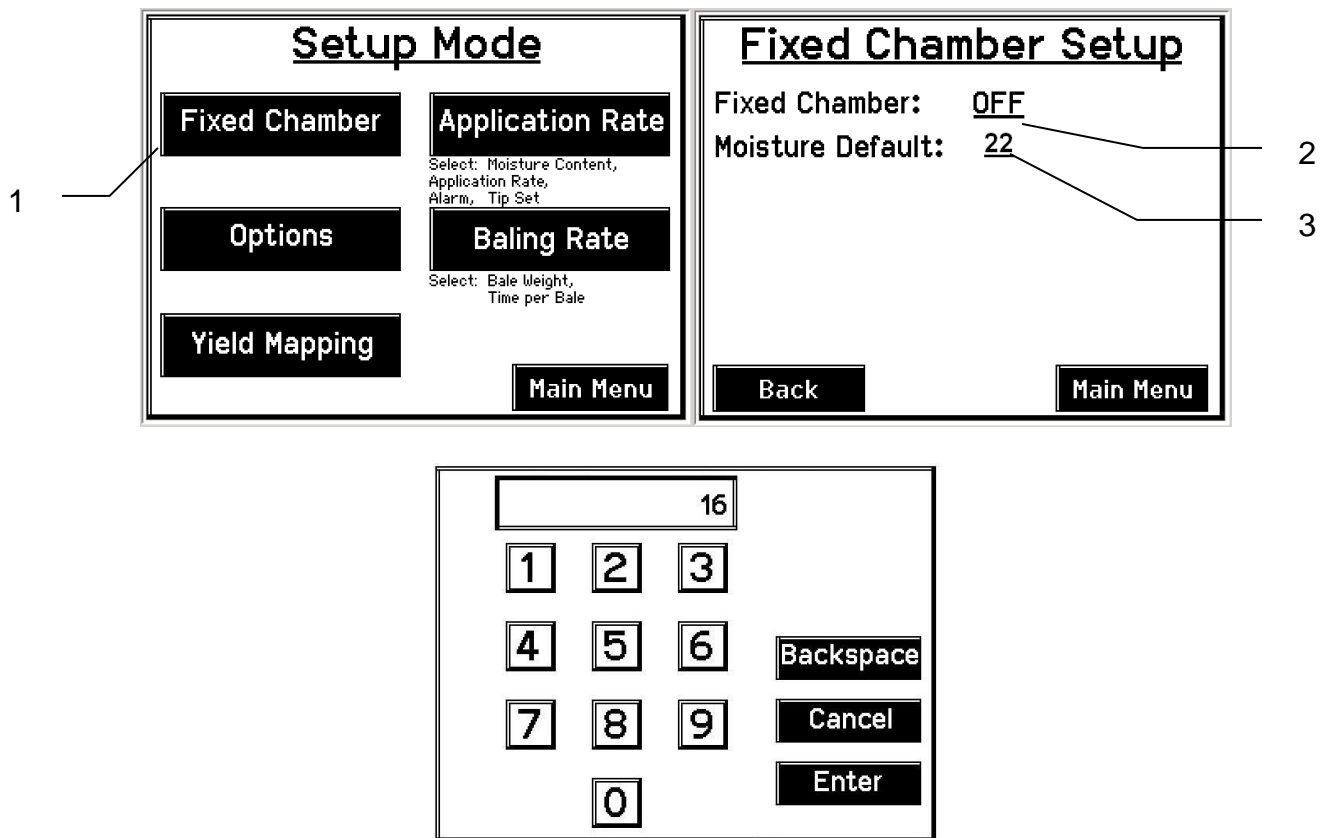 Setup Mode
Fixed Chamber
Application Rate
Select: Moisture Content,
Application Rate,
Alarm, Tip Set
Options
Baling Rate
Select: Bale Weight,
Time per Bale
Yield Mapping
Main Menu
1
Fixed Chamber Setup
Fixed Chamber: OFF
Moisture Default: 22
Back
Main Menu
2
3
16
1 2 3
4 5 6
Backspace
7 8 9
Cancel
Enter
0